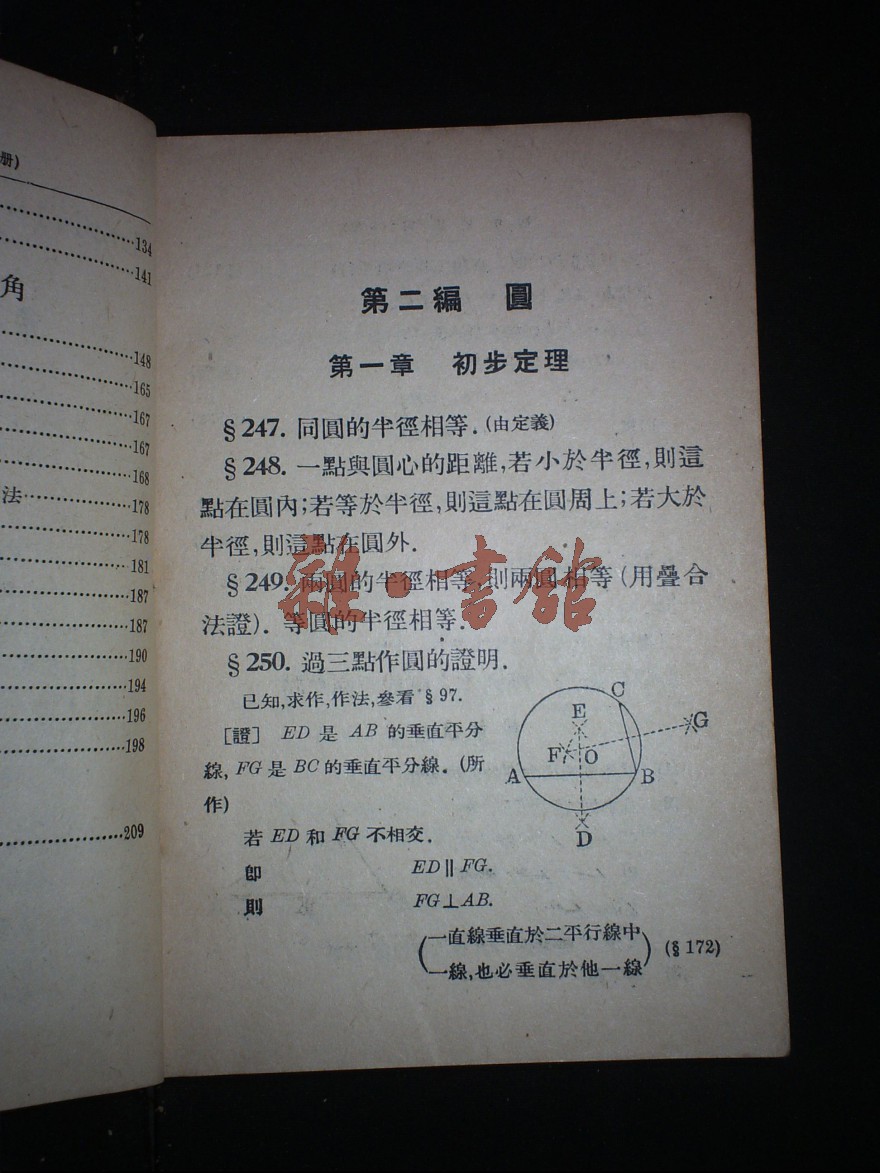 册)
134
141
角
148
165
167
167
168
法 178
178
181
187
187
190
194
196
198
209
第二編 圓
第一章 初步定理
§247. 同圓的半徑相等.(由定義)
§248. 一點與圓心的距離,若小於半徑,則這
點在圓內;若等於半徑,則這點在圓周上;若大於
半徑,則這點在圓外.
§249. 兩圓的半徑相等,則兩圓相等(用疊合
法證). 等圓的半徑相等.
§250. 過三點作圓的證明.
已知,求作,作法,參看 §97.
[證] ED 是 AB 的垂直平分
線, FG 是 BC 的垂直平分線. (所
作)
C
E
G
F
O
A
B
D
若 ED 和 FG 不相交.
卽 ED∥FG.
則 FG⊥AB.
(一直線垂直於二平行線中
一線,也必垂直於他一線) (§172)
雜·書館